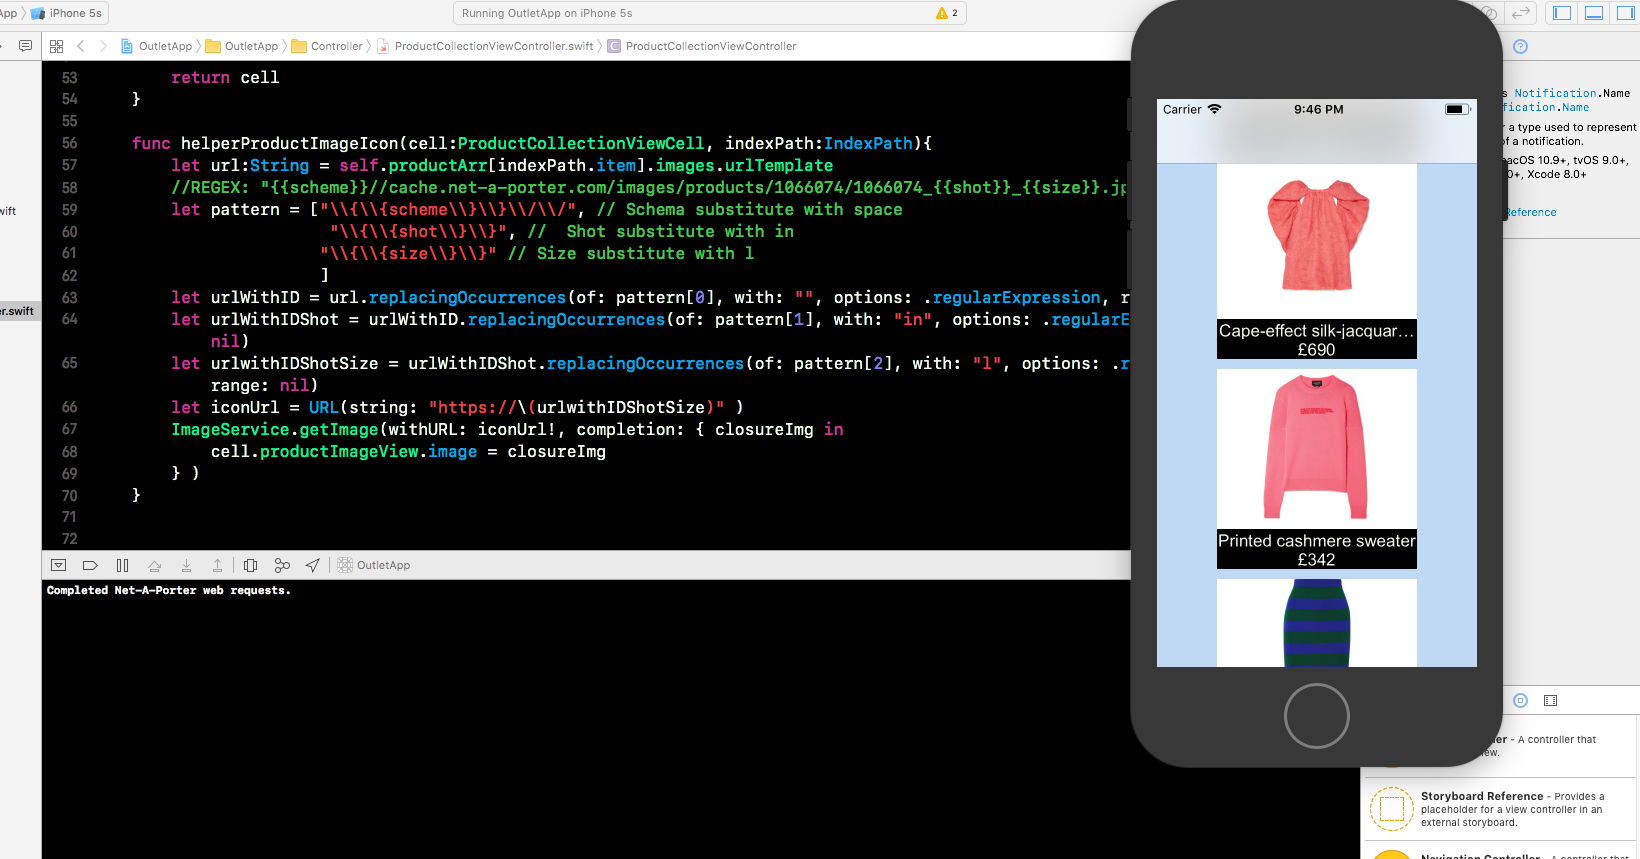 App
iPhone 5s
Running OutletApp on iPhone 5s
2
OutletApp
OutletApp
Controller
ProductCollectionViewController.swift
C
ProductCollectionViewController
?
53 return cell
54 }
55
56 func helperProductImageIcon(cell:ProductCollectionViewCell, indexPath:IndexPath){
57 let url:String = self.productArr[indexPath.item].images.urlTemplate
58 //REGEX: "{{scheme}}//cache.net-a-porter.com/images/products/1066074/1066074_{{shot}}_{{size}}.jp
59 let pattern = ["\\{\\{scheme\\}\\}\\/\\/", // Schema substitute with space
60 "\\{\\{shot\\}\\}", //  Shot substitute with in
61 "\\{\\{size\\}\\}" // Size substitute with l
62 ]
63 let urlWithID = url.replacingOccurrences(of: pattern[0], with: "", options: .regularExpression, r
64 let urlWithIDShot = urlWithID.replacingOccurrences(of: pattern[1], with: "in", options: .regularE
nil)
65 let urlwithIDShotSize = urlWithIDShot.replacingOccurrences(of: pattern[2], with: "l", options: .r
range: nil)
66 let iconUrl = URL(string: "https://\(urlwithIDShotSize)" )
67 ImageService.getImage(withURL: iconUrl!, completion: { closureImg in
68 cell.productImageView.image = closureImg
69 } )
70 }
71
72
wift
er.swift
OutletApp
Completed Net-A-Porter web requests.
Carrier
9:46 PM
Cape-effect silk-jacquar...
£690
Printed cashmere sweater
£342
s Notification.Name
fication.Name
r a type used to represent
of a notification.
acOS 10.9+, tvOS 9.0+,
0+, Xcode 8.0+
Reference
ler - A controller that
ew.
Storyboard Reference - Provides a
placeholder for a view controller in an
external storyboard.
Navigation Controller - A controller that